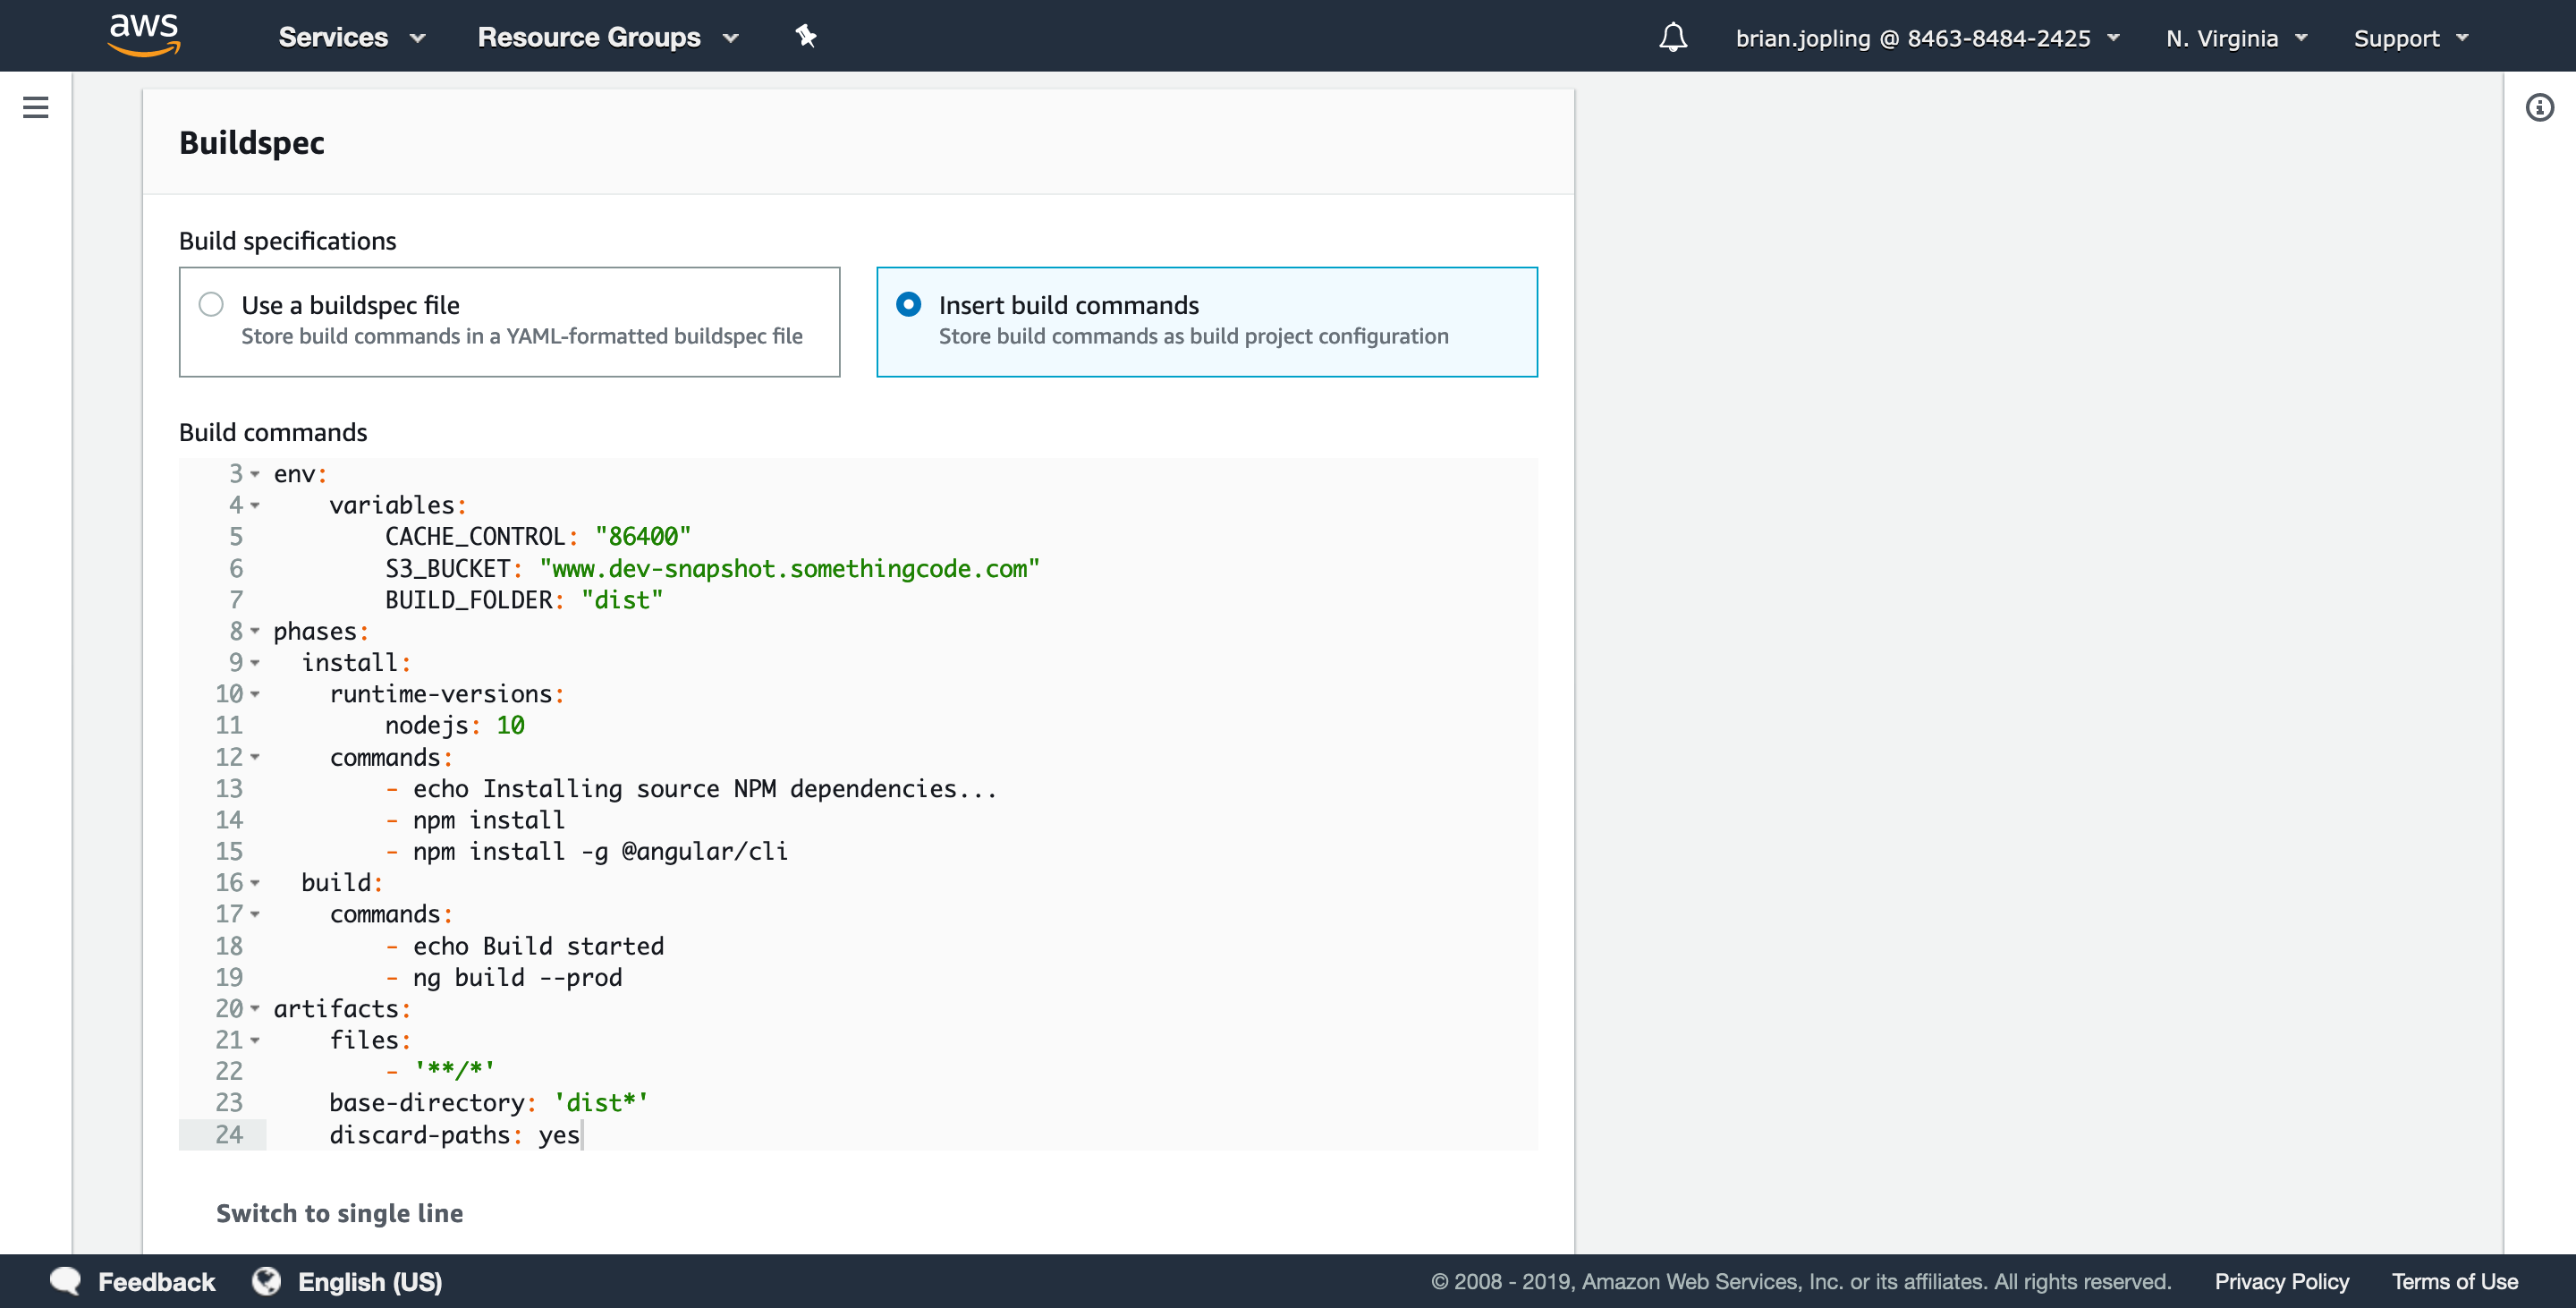 aws Services Resource Groups brian.jopling @ 8463-8484-2425 N. Virginia Support
Buildspec
Build specifications
Use a buildspec file
Store build commands in a YAML-formatted buildspec file
Insert build commands
Store build commands as build project configuration
Build commands
3 env:
4 variables:
5 CACHE_CONTROL: "86400"
6 S3_BUCKET: "www.dev-snapshot.somethingcode.com"
7 BUILD_FOLDER: "dist"
8 phases:
9 install:
10 runtime-versions:
11 nodejs: 10
12 commands:
13 - echo Installing source NPM dependencies...
14 - npm install
15 - npm install -g @angular/cli
16 build:
17 commands:
18 - echo Build started
19 - ng build --prod
20 artifacts:
21 files:
22 - '**/*'
23 base-directory: 'dist*'
24 discard-paths: yes
Switch to single line
Feedback English (US) © 2008 - 2019, Amazon Web Services, Inc. or its affiliates. All rights reserved. Privacy Policy Terms of Use